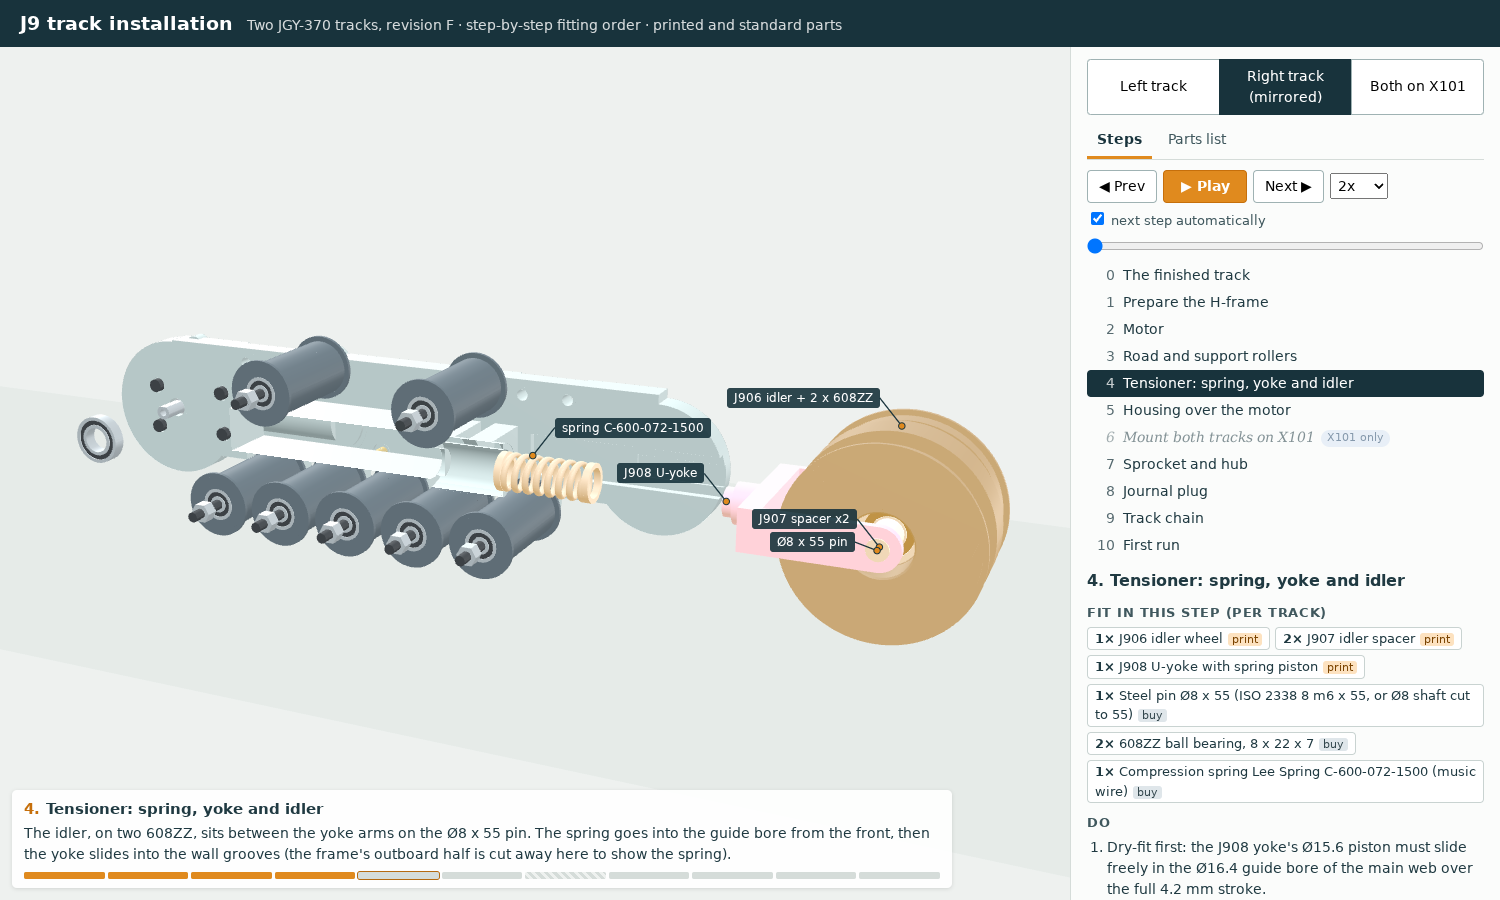 J9 track installation
Two JGY-370 tracks, revision F · step-by-step fitting order · printed and standard parts
Left track
Right track
(mirrored)
Both on X101
Steps
Parts list
◀ Prev
▶ Play
Next ▶
2x
next step automatically
0 The finished track
1 Prepare the H-frame
2 Motor
3 Road and support rollers
4 Tensioner: spring, yoke and idler
5 Housing over the motor
6 Mount both tracks on X101 X101 only
7 Sprocket and hub
8 Journal plug
9 Track chain
10 First run
4. Tensioner: spring, yoke and idler
FIT IN THIS STEP (PER TRACK)
1× J906 idler wheel print
2× J907 idler spacer print
1× J908 U-yoke with spring piston print
1× Steel pin Ø8 x 55 (ISO 2338 8 m6 x 55, or Ø8 shaft cut
to 55) buy
2× 608ZZ ball bearing, 8 x 22 x 7 buy
1× Compression spring Lee Spring C-600-072-1500 (music
wire) buy
DO
1. Dry-fit first: the J908 yoke's Ø15.6 piston must slide
freely in the Ø16.4 guide bore of the main web over
the full 4.2 mm stroke.
J906 idler + 2 x 608ZZ
spring C-600-072-1500
J908 U-yoke
J907 spacer x2
Ø8 x 55 pin
4. Tensioner: spring, yoke and idler
The idler, on two 608ZZ, sits between the yoke arms on the Ø8 x 55 pin. The spring goes into the guide bore from the front, then
the yoke slides into the wall grooves (the frame's outboard half is cut away here to show the spring).